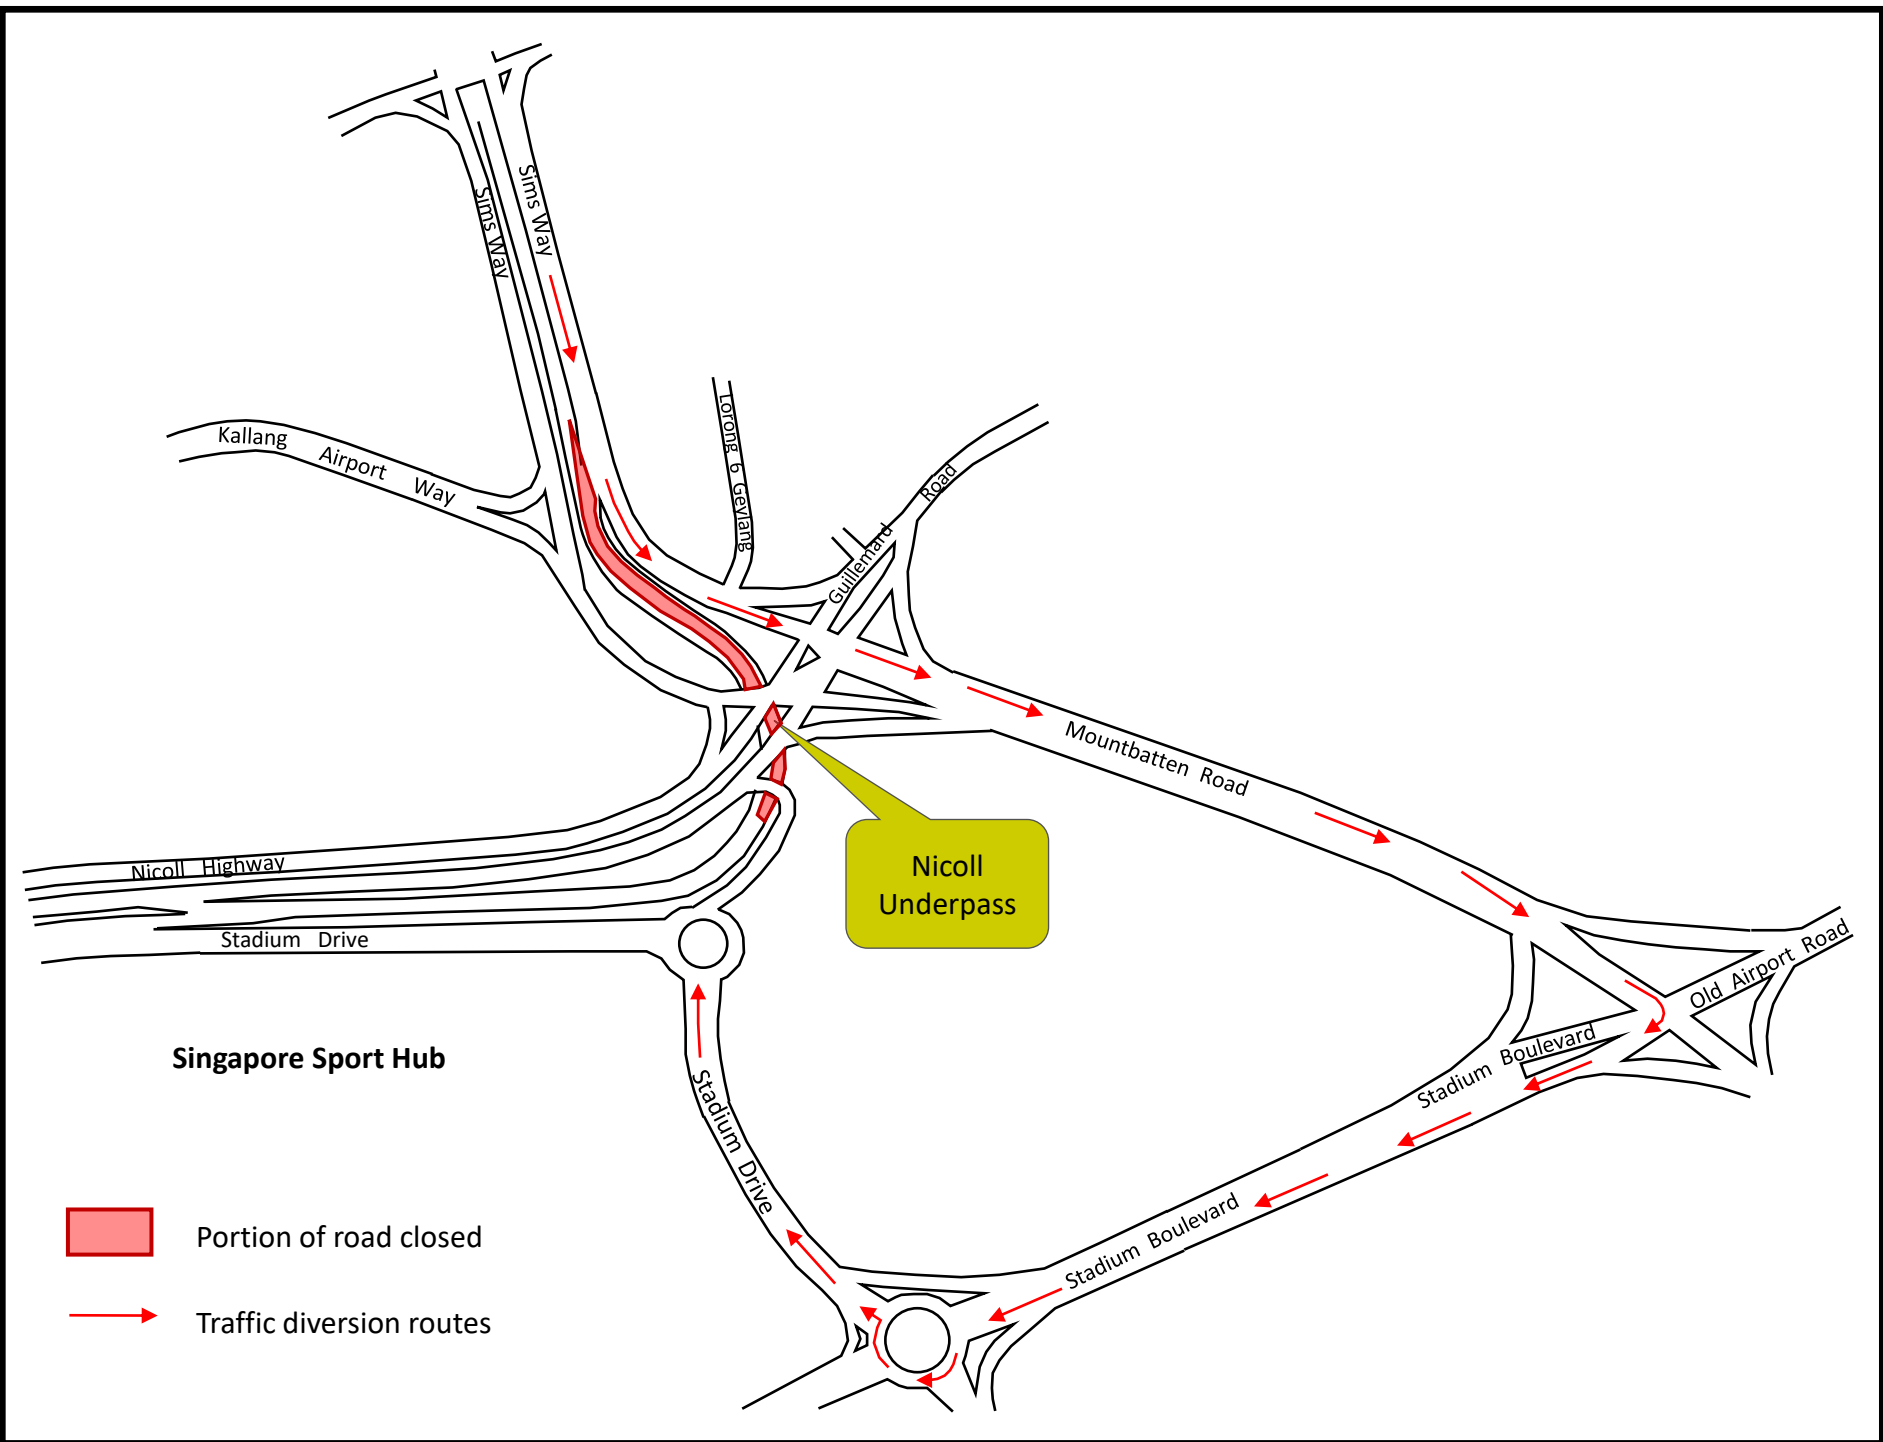 Sims Way
Sims Way
Kallang Airport Way
Lorong 6 Geylang
Guillemard Road
Mountbatten Road
Nicoll
Underpass
Nicoll Highway
Stadium Drive
Old Airport Road
Stadium Boulevard
Singapore Sport Hub
Stadium Drive
Stadium Boulevard
Portion of road closed
Traffic diversion routes